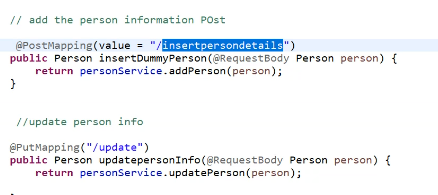 // add the person information POst
@PostMapping(value = "/insertpersondetails")
public Person insertDummyPerson(@RequestBody Person person) {
return personService.addPerson(person);
}
//update person info
@PutMapping("/update")
public Person updatepersonInfo(@RequestBody Person person) {
return personService.updatePerson(person);